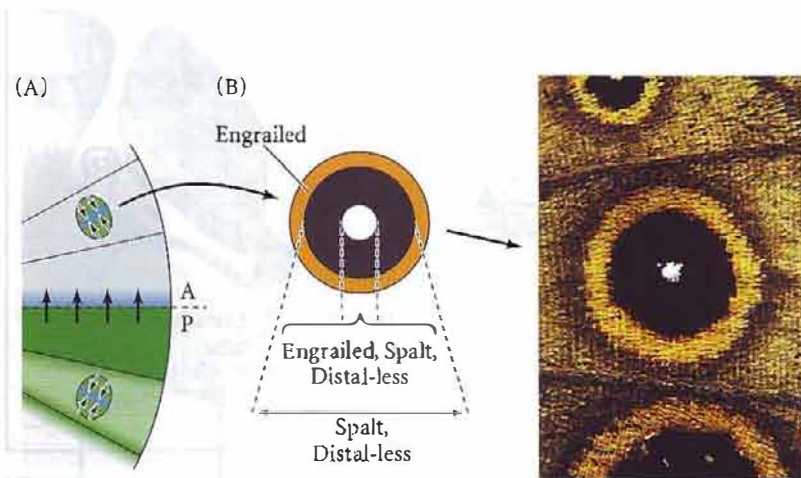 (A)
(B)
Engrailed
A
P
Engrailed, Spalt,
Distal-less
Spalt,
Distal-less